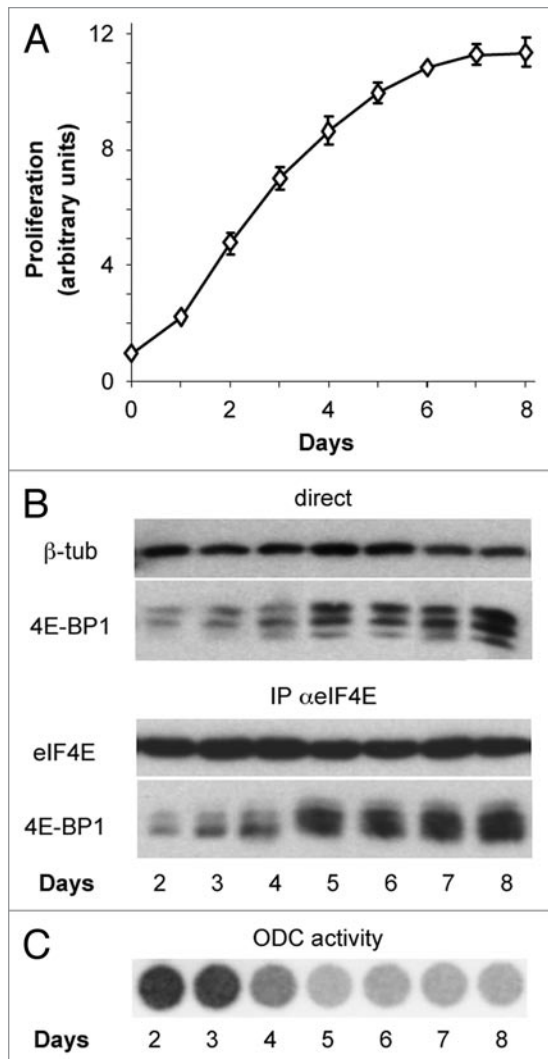 A
Proliferation
(arbitrary units)
12
8
4
0
0 2 4 6 8
Days
B
direct
β-tub
4E-BP1
IP αeIF4E
eIF4E
4E-BP1
Days 2 3 4 5 6 7 8
C
ODC activity
Days 2 3 4 5 6 7 8